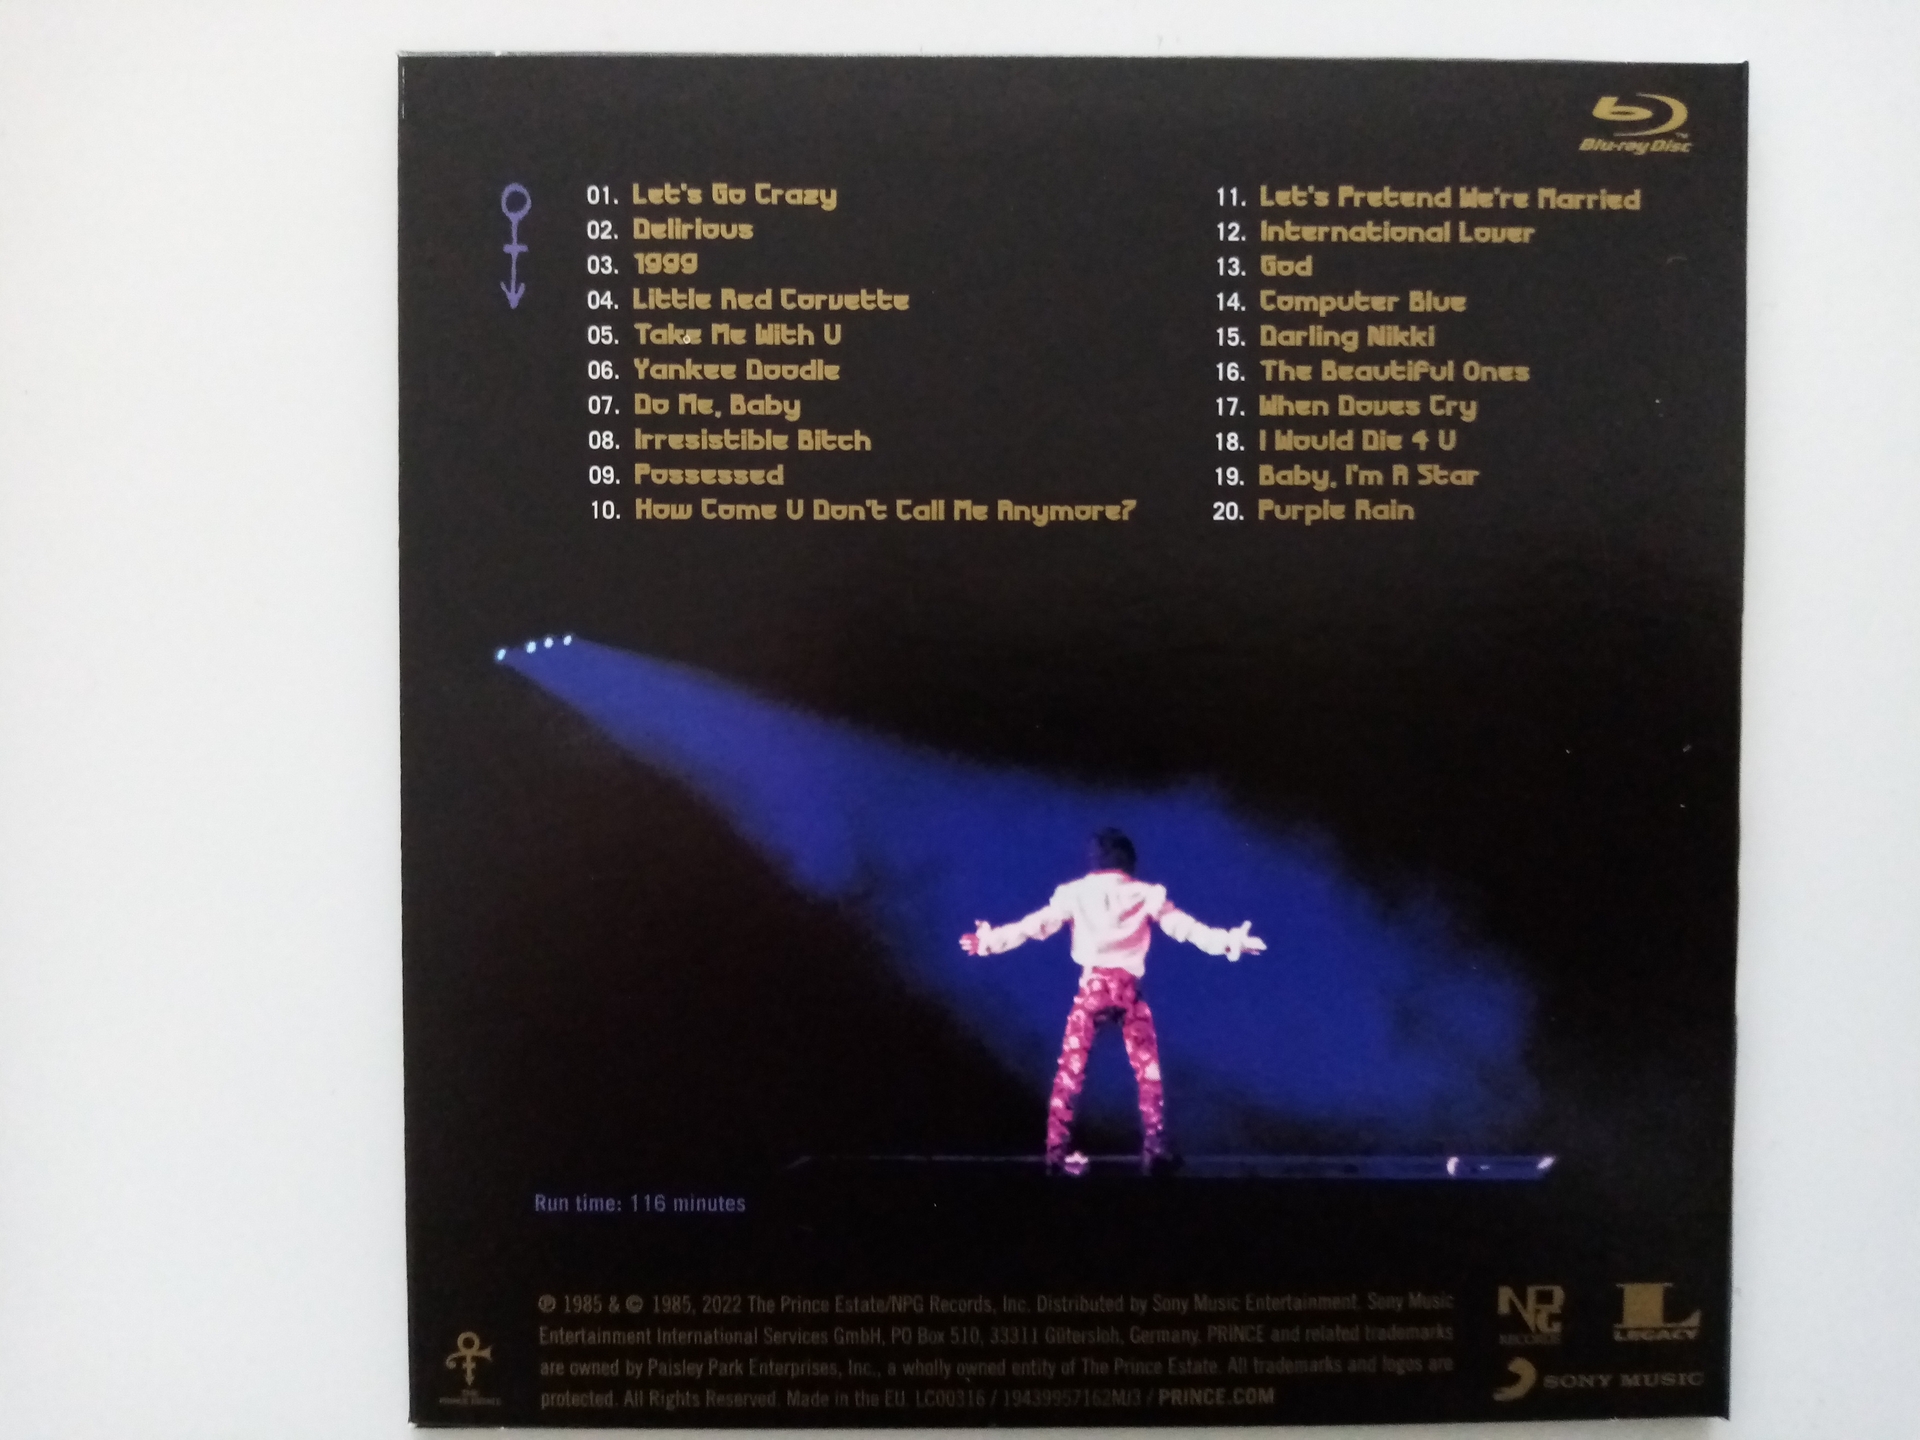 Blu-ray Disc
01. Let's Go Crazy
02. Delirious
03. 1999
04. Little Red Corvette
05. Take Me With U
06. Yankee Doodle
07. Do Me, Baby
08. Irresistible Bitch
09. Possessed
10. How Come U Don't Call Me Anymore?
11. Let's Pretend We're Married
12. International Lover
13. God
14. Computer Blue
15. Darling Nikki
16. The Beautiful Ones
17. When Doves Cry
18. I Would Die 4 U
19. Baby, I'm A Star
20. Purple Rain
Run time: 116 minutes
℗ 1985 & © 1985, 2022 The Prince Estate/NPG Records, Inc. Distributed by Sony Music Entertainment. Sony Music
Entertainment International Services GmbH, PO Box 510, 33311 Gütersloh, Germany. PRINCE and related trademarks
are owned by Paisley Park Enterprises, Inc., a wholly owned entity of The Prince Estate. All trademarks and logos are
protected. All Rights Reserved. Made in the EU. LC00316 / 19439957162MJ3 / PRINCE.COM
NPG
RECORDS
L
LEGACY
SONY MUSIC
THE
PRINCE ESTATE